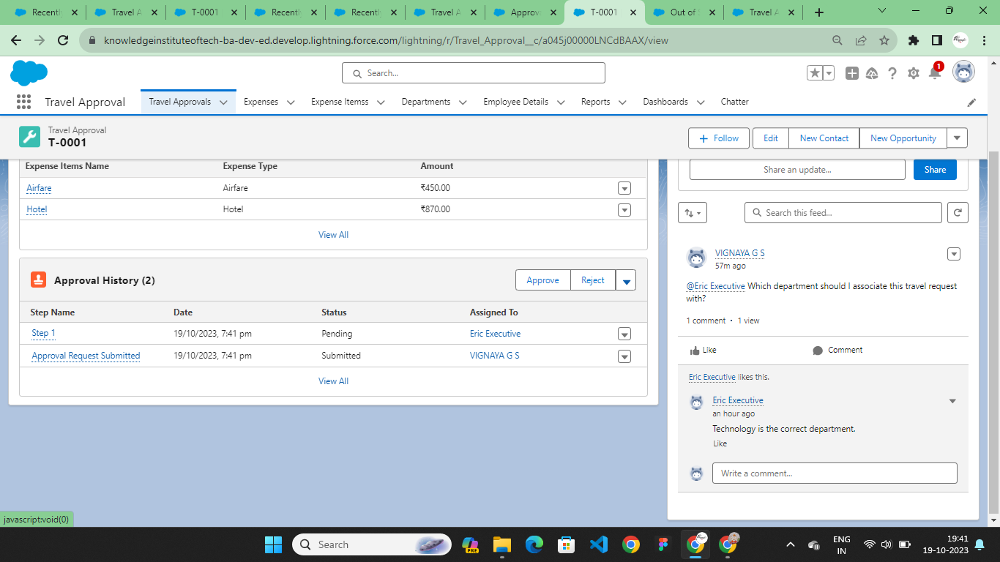 Recentl
Travel A
T-0001
Recentl
Recentl
Travel A
Approva
T-0001
Out of S
Travel A
knowledgeinstituteoftech-ba-dev-ed.develop.lightning.force.com/lightning/r/Travel_Approval__c/a045j00000LNCdBAAX/view
Search...
1
Travel Approval
Travel Approvals
Expenses
Expense Itemss
Departments
Employee Details
Reports
Dashboards
Chatter
Travel Approval
T-0001
Follow
Edit
New Contact
New Opportunity
Expense Items Name Expense Type Amount
Airfare Airfare ₹450.00
Hotel Hotel ₹870.00
View All
Approval History (2)
Approve
Reject
Step Name Date Status Assigned To
Step 1 19/10/2023, 7:41 pm Pending Eric Executive
Approval Request Submitted 19/10/2023, 7:41 pm Submitted VIGNAYA G S
View All
Share an update...
Share
Search this feed...
VIGNAYA G S
57m ago
@Eric Executive Which department should I associate this travel request
with?
1 comment · 1 view
Like
Comment
Eric Executive likes this.
Eric Executive
an hour ago
Technology is the correct department.
Like
Write a comment...
javascript:void(0)
Search
PRE
ENG
IN
19:41
19-10-2023